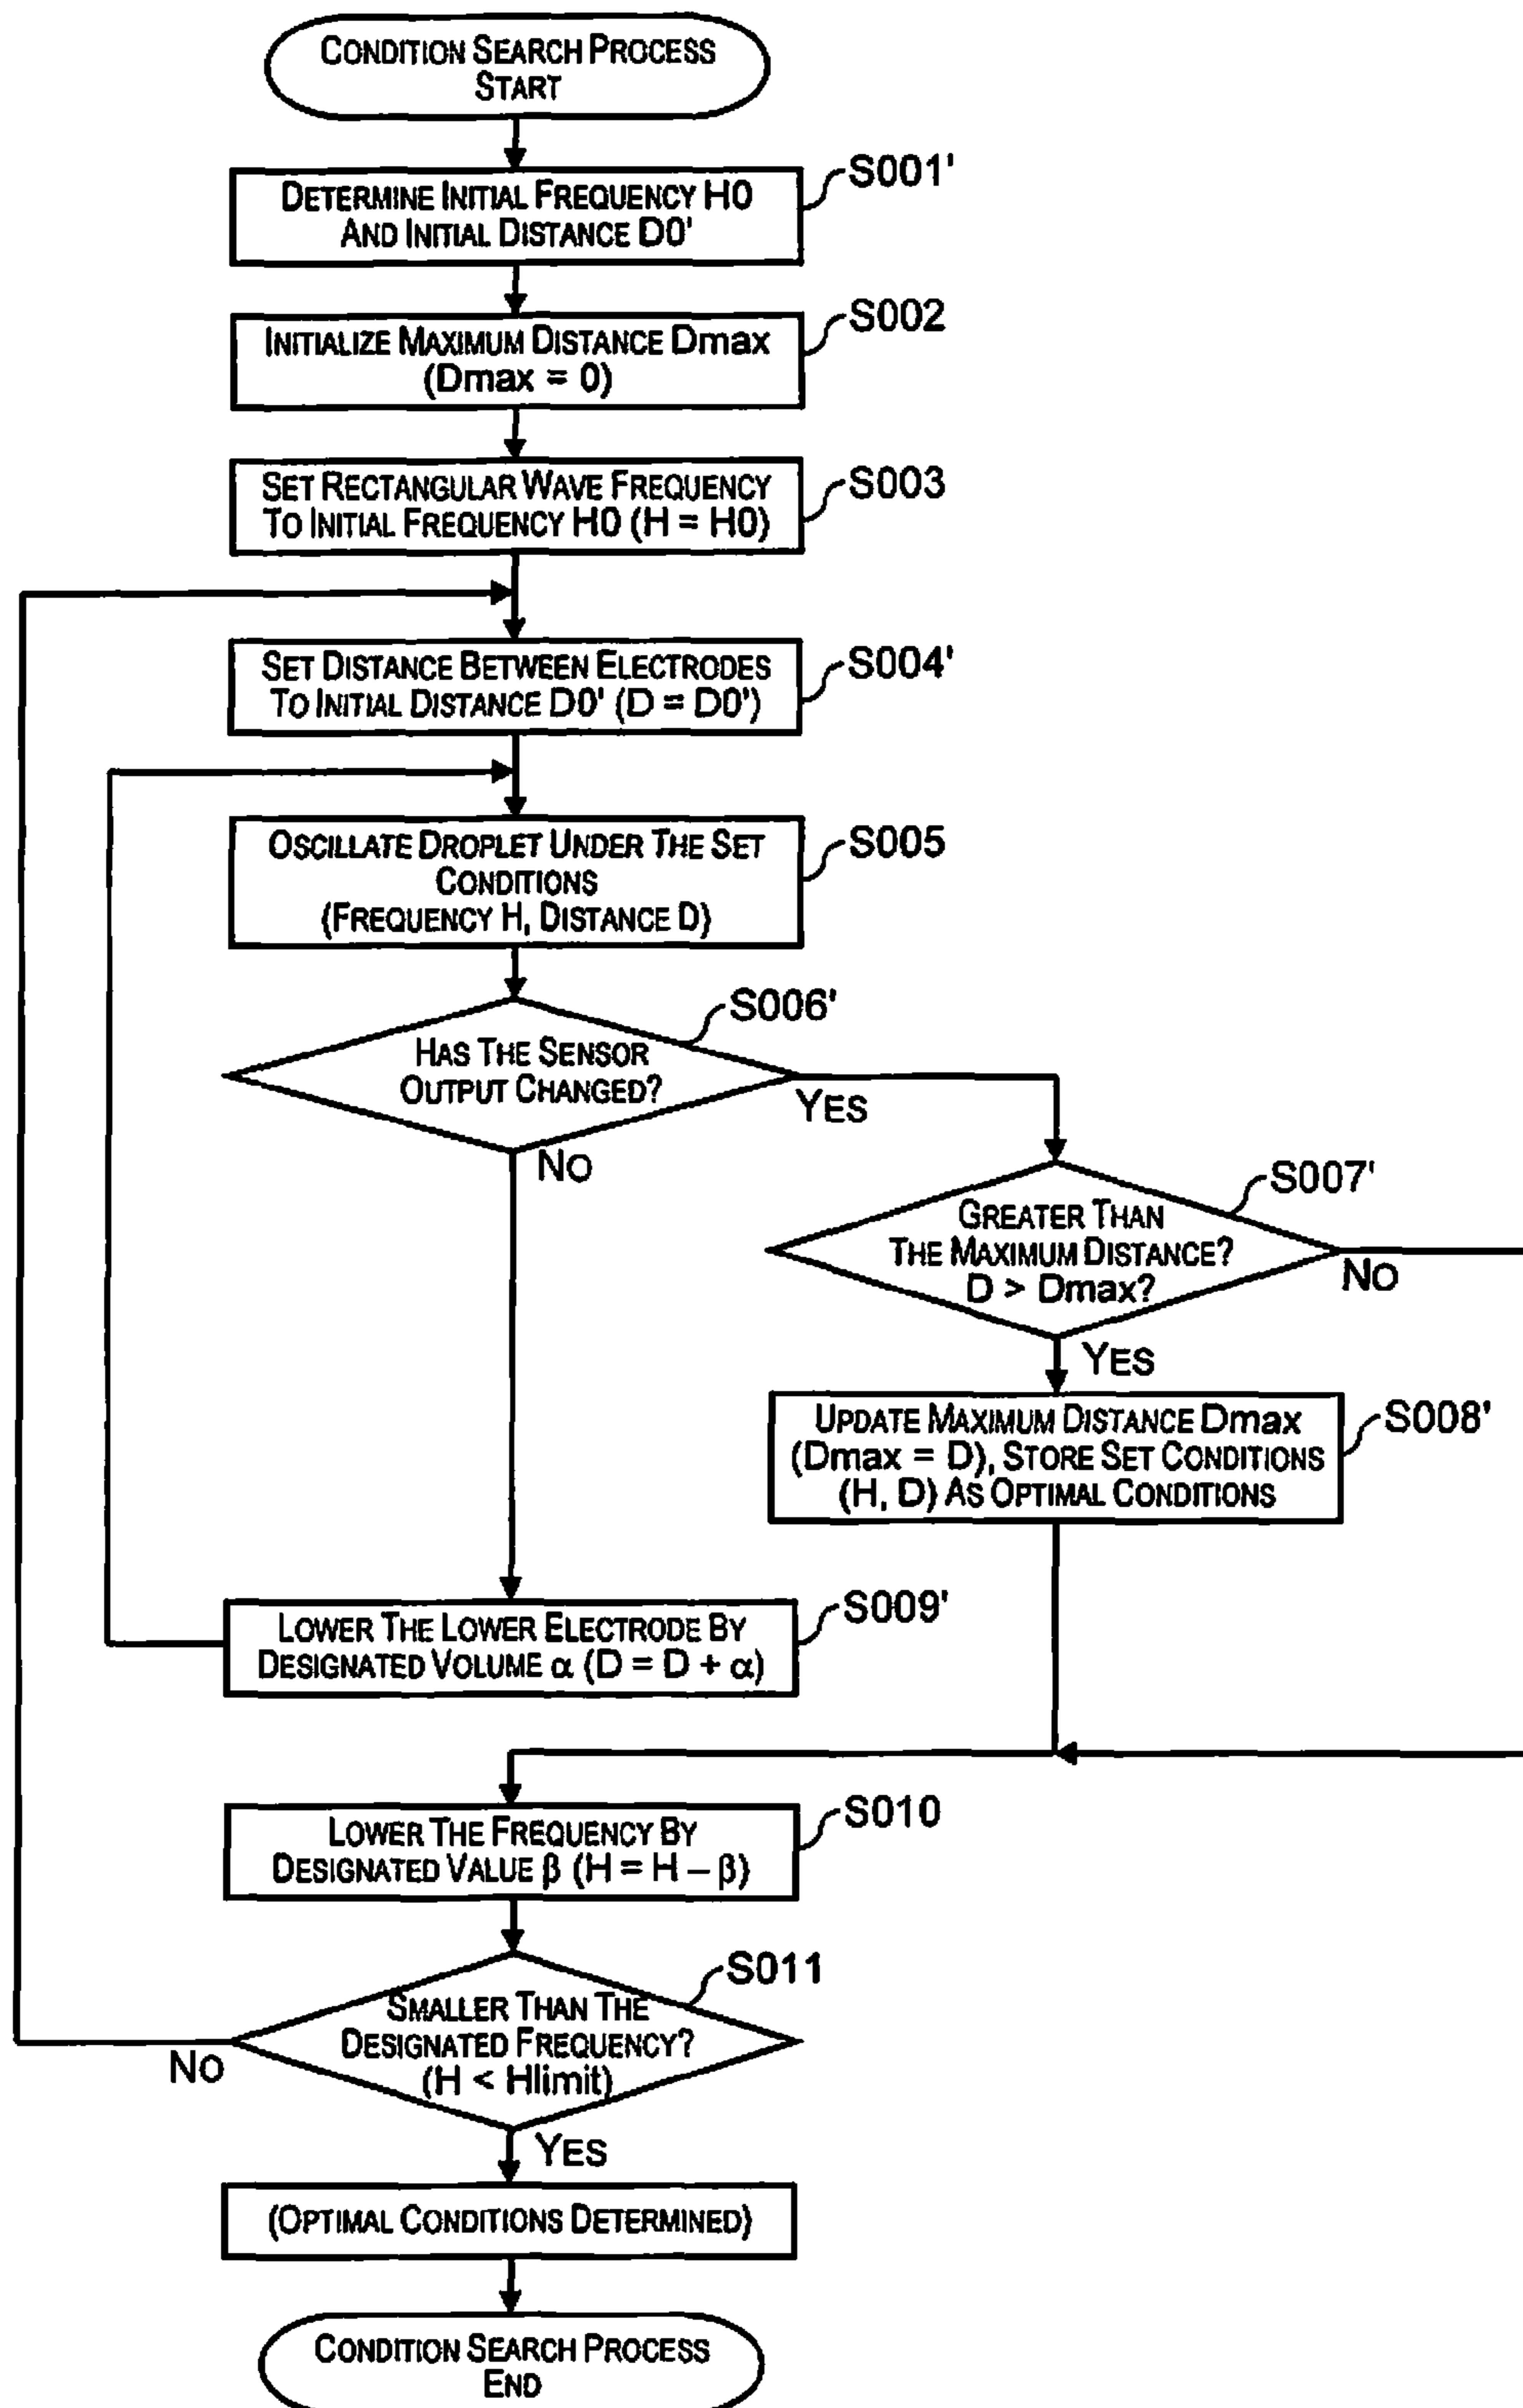 CONDITION SEARCH PROCESS
START
S001'
DETERMINE INITIAL FREQUENCY H0
AND INITIAL DISTANCE D0'
S002
INITIALIZE MAXIMUM DISTANCE Dmax
(Dmax = 0)
S003
SET RECTANGULAR WAVE FREQUENCY
TO INITIAL FREQUENCY H0 (H = H0)
S004'
SET DISTANCE BETWEEN ELECTRODES
TO INITIAL DISTANCE D0' (D = D0')
S005
OSCILLATE DROPLET UNDER THE SET
CONDITIONS
(FREQUENCY H, DISTANCE D)
S006'
HAS THE SENSOR
OUTPUT CHANGED?
YES
NO
S007'
GREATER THAN
THE MAXIMUM DISTANCE?
D > Dmax?
NO
YES
S008'
UPDATE MAXIMUM DISTANCE Dmax
(Dmax = D), STORE SET CONDITIONS
(H, D) AS OPTIMAL CONDITIONS
S009'
LOWER THE LOWER ELECTRODE BY
DESIGNATED VOLUME α (D = D + α)
S010
LOWER THE FREQUENCY BY
DESIGNATED VALUE β (H = H – β)
S011
SMALLER THAN THE
DESIGNATED FREQUENCY?
(H < Hlimit)
NO
YES
(OPTIMAL CONDITIONS DETERMINED)
CONDITION SEARCH PROCESS
END